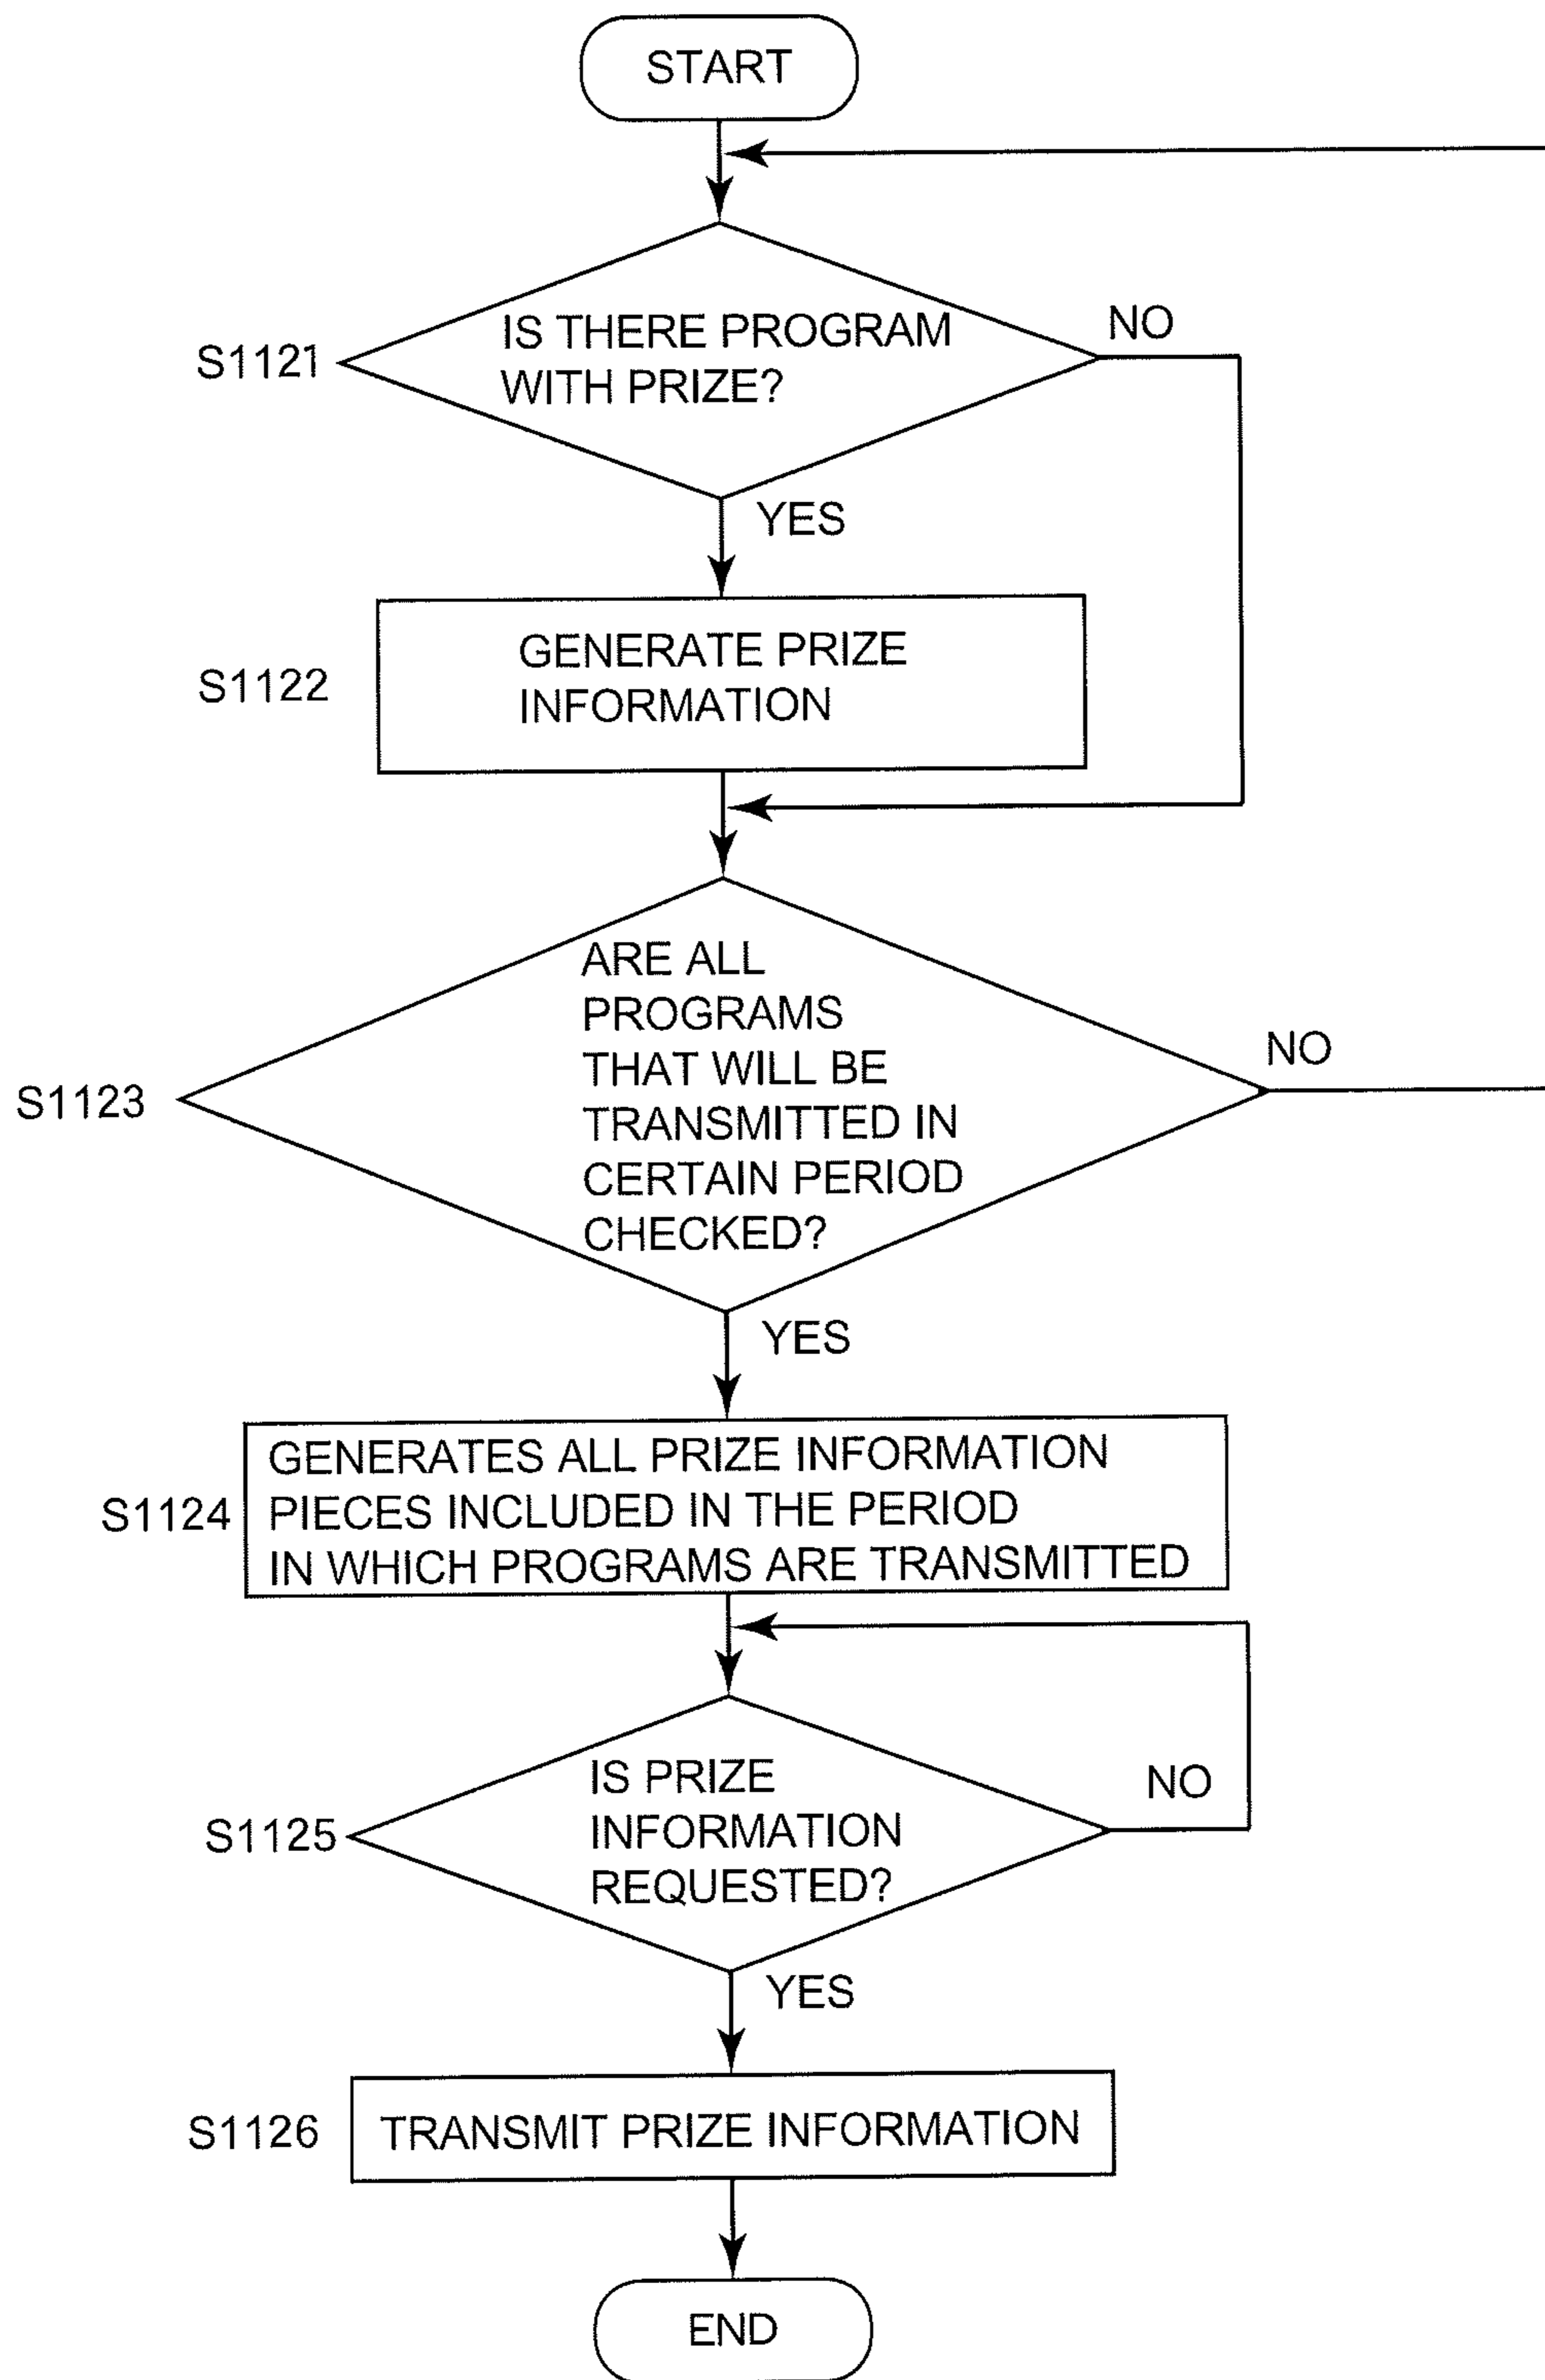 START
IS THERE PROGRAM
WITH PRIZE?
NO
S1121
YES
GENERATE PRIZE
INFORMATION
S1122
ARE ALL
PROGRAMS
THAT WILL BE
TRANSMITTED IN
CERTAIN PERIOD
CHECKED?
NO
S1123
YES
GENERATES ALL PRIZE INFORMATION
PIECES INCLUDED IN THE PERIOD
IN WHICH PROGRAMS ARE TRANSMITTED
S1124
IS PRIZE
INFORMATION
REQUESTED?
NO
S1125
YES
S1126
TRANSMIT PRIZE INFORMATION
END